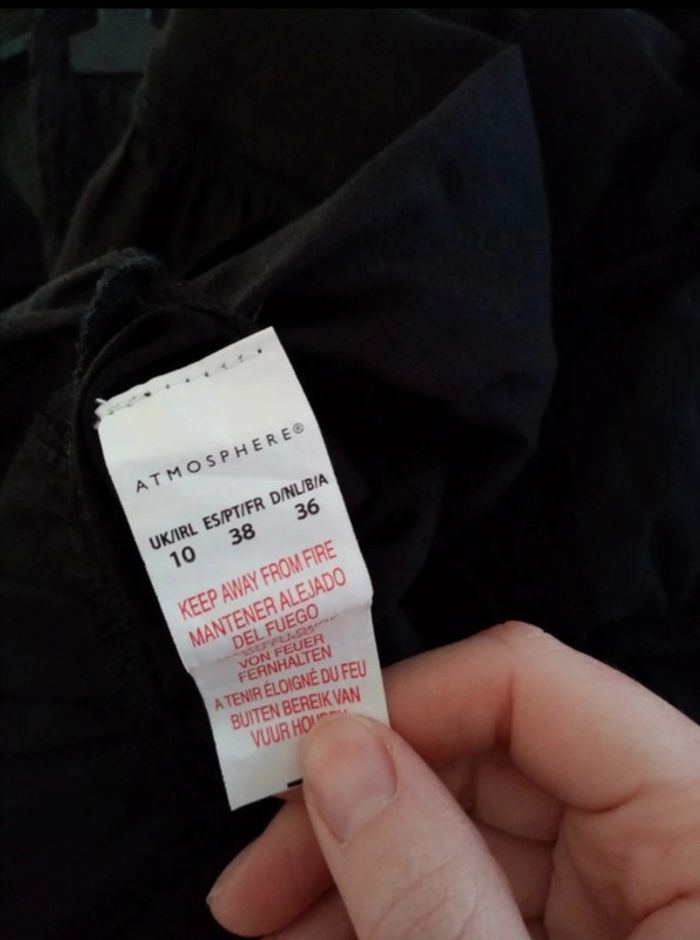 ATMOSPHERE®
UK/IRL ES/PT/FR D/NL/B/A
10 38 36
KEEP AWAY FROM FIRE
MANTENER ALEJADO
DEL FUEGO
VON FEUER
FERNHALTEN
A TENIR ÉLOIGNÉ DU FEU
BUITEN BEREIK VAN
VUUR